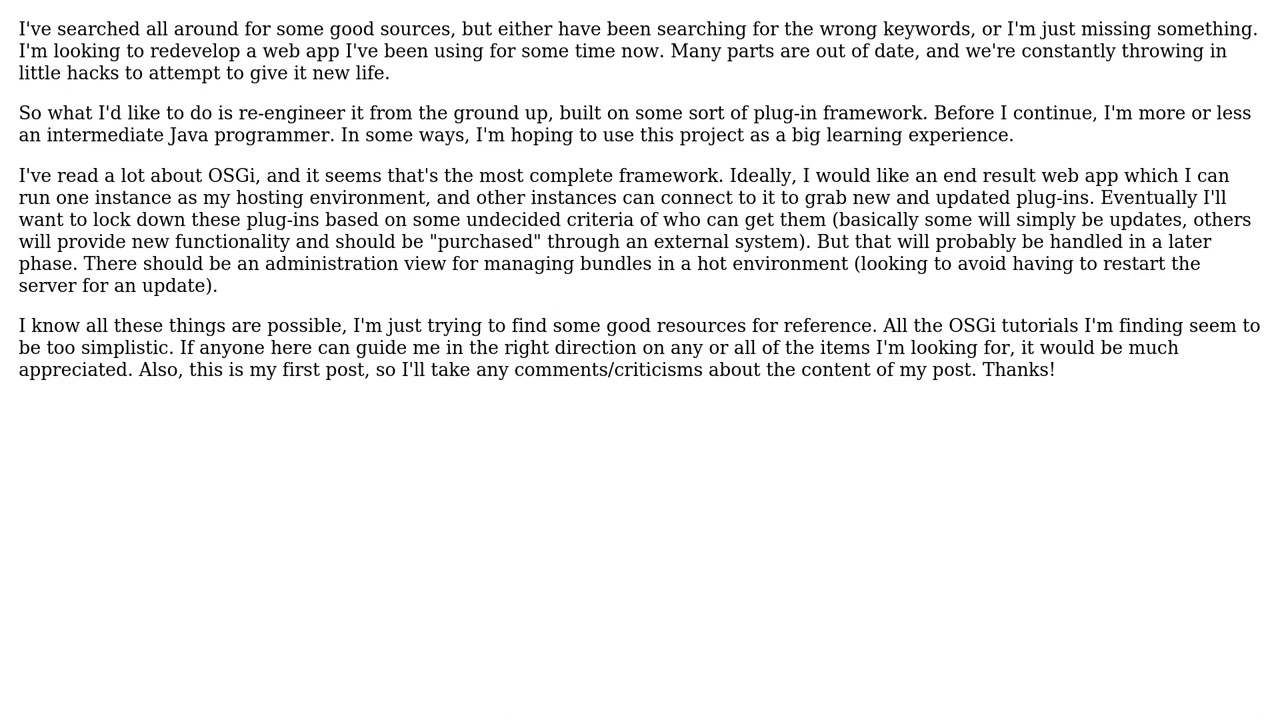 I've searched all around for some good sources, but either have been searching for the wrong keywords, or I'm just missing something.
I'm looking to redevelop a web app I've been using for some time now. Many parts are out of date, and we're constantly throwing in
little hacks to attempt to give it new life.
So what I'd like to do is re-engineer it from the ground up, built on some sort of plug-in framework. Before I continue, I'm more or less
an intermediate Java programmer. In some ways, I'm hoping to use this project as a big learning experience.
I've read a lot about OSGi, and it seems that's the most complete framework. Ideally, I would like an end result web app which I can
run one instance as my hosting environment, and other instances can connect to it to grab new and updated plug-ins. Eventually I'll
want to lock down these plug-ins based on some undecided criteria of who can get them (basically some will simply be updates, others
will provide new functionality and should be "purchased" through an external system). But that will probably be handled in a later
phase. There should be an administration view for managing bundles in a hot environment (looking to avoid having to restart the
server for an update).
I know all these things are possible, I'm just trying to find some good resources for reference. All the OSGi tutorials I'm finding seem to
be too simplistic. If anyone here can guide me in the right direction on any or all of the items I'm looking for, it would be much
appreciated. Also, this is my first post, so I'll take any comments/criticisms about the content of my post. Thanks!